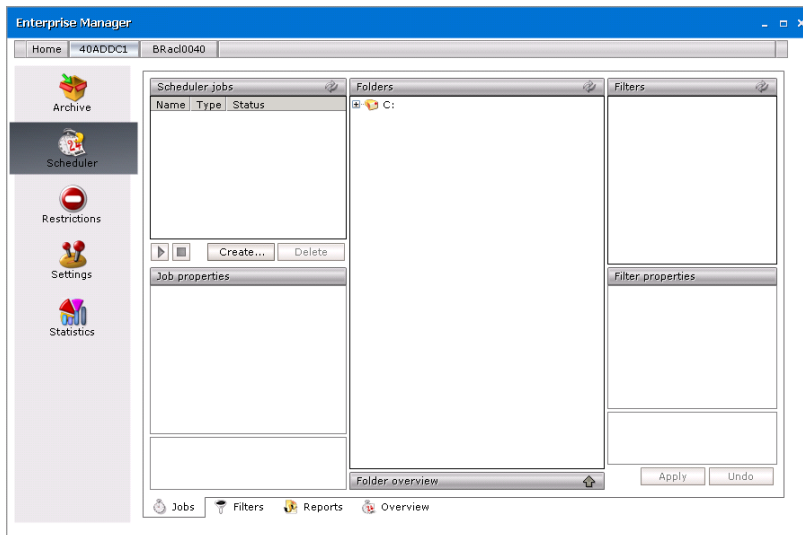 Enterprise Manager
Home 40ADDC1 BRacl0040
Archive
Scheduler
Restrictions
Settings
Statistics
Scheduler jobs
Name Type Status
Create... Delete
Job properties
Folders
C:
Folder overview
Filters
Filter properties
Apply Undo
Jobs Filters Reports Overview